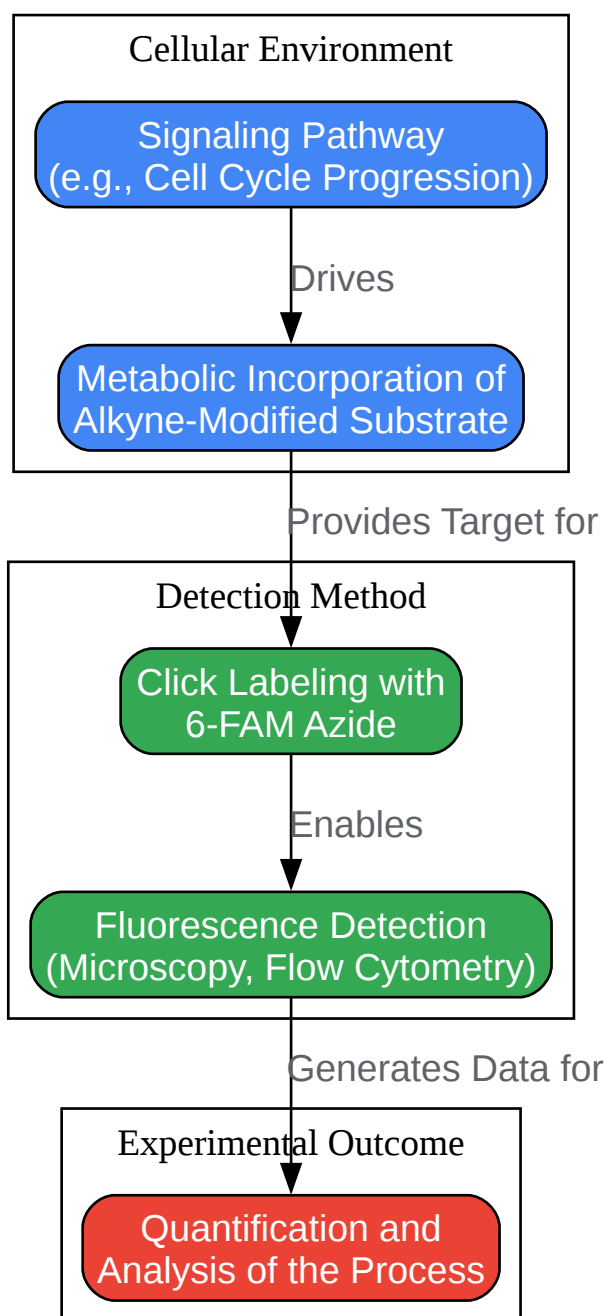 Cellular Environment
Signaling Pathway
(e.g., Cell Cycle Progression)
Drives
Metabolic Incorporation of
Alkyne-Modified Substrate
Provides Target for
Detection Method
Click Labeling with
6-FAM Azide
Enables
Fluorescence Detection
(Microscopy, Flow Cytometry)
Generates Data for
Experimental Outcome
Quantification and
Analysis of the Process